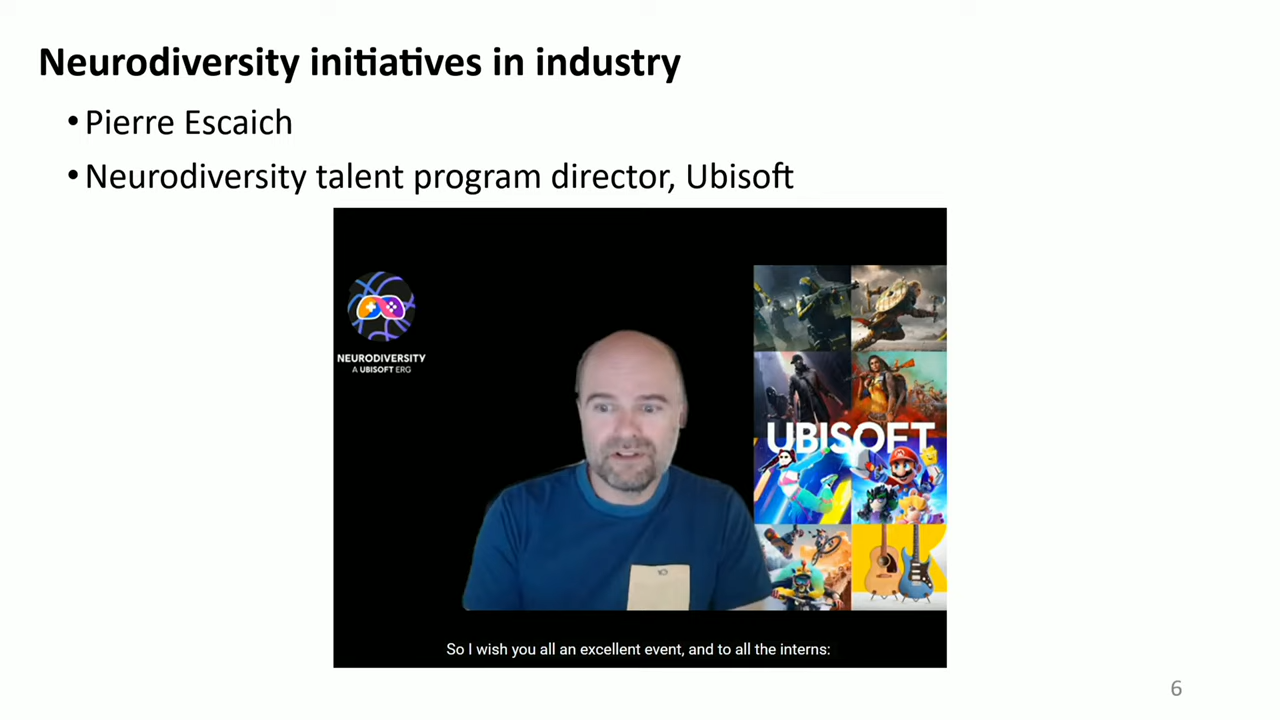 Neurodiversity initiatives in industry
• Pierre Escaich
• Neurodiversity talent program director, Ubisoft
NEURODIVERSITY
A UBISOFT ERG
UBISOFT
So I wish you all an excellent event, and to all the interns:
6